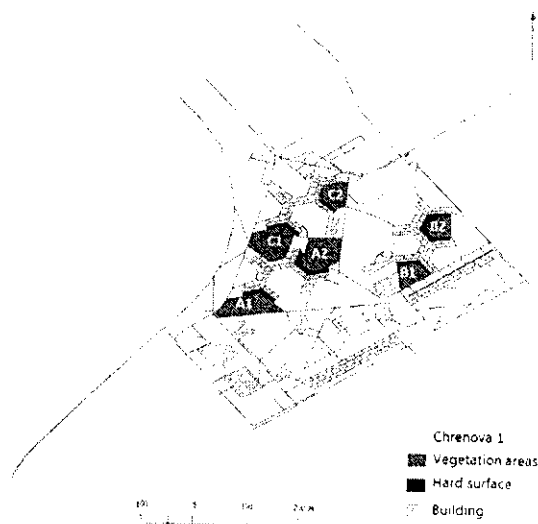 C2
B2
C1
A2
B1
A1
Chrenova 1
Vegetation areas
Hard surface
Building